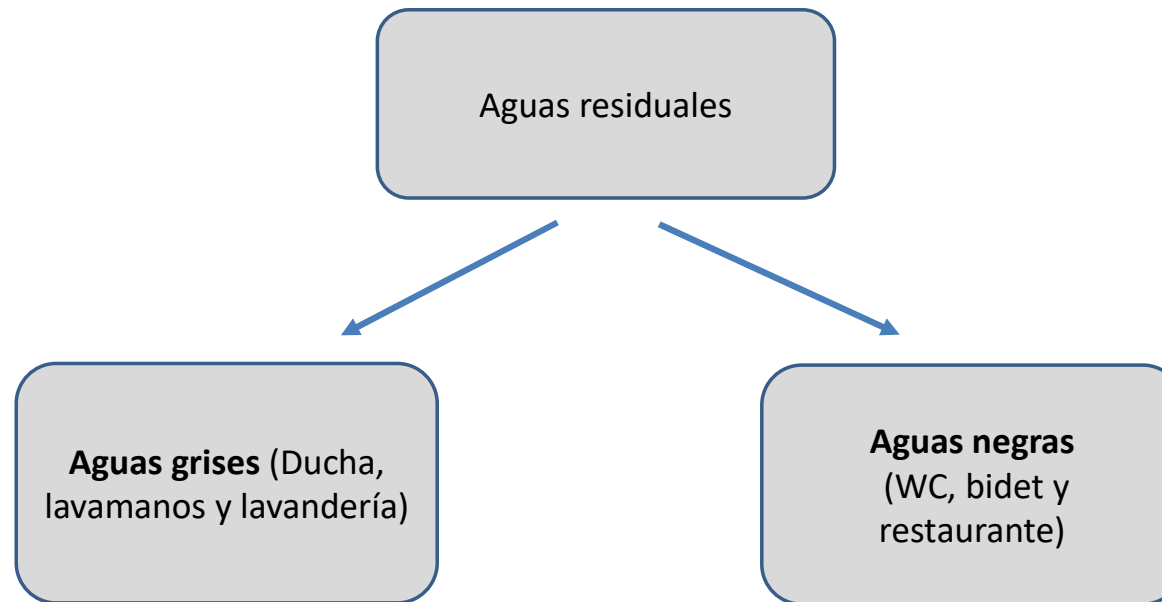 Aguas residuales
Aguas grises (Ducha,
lavamanos y lavandería)
Aguas negras
(WC, bidet y
restaurante)